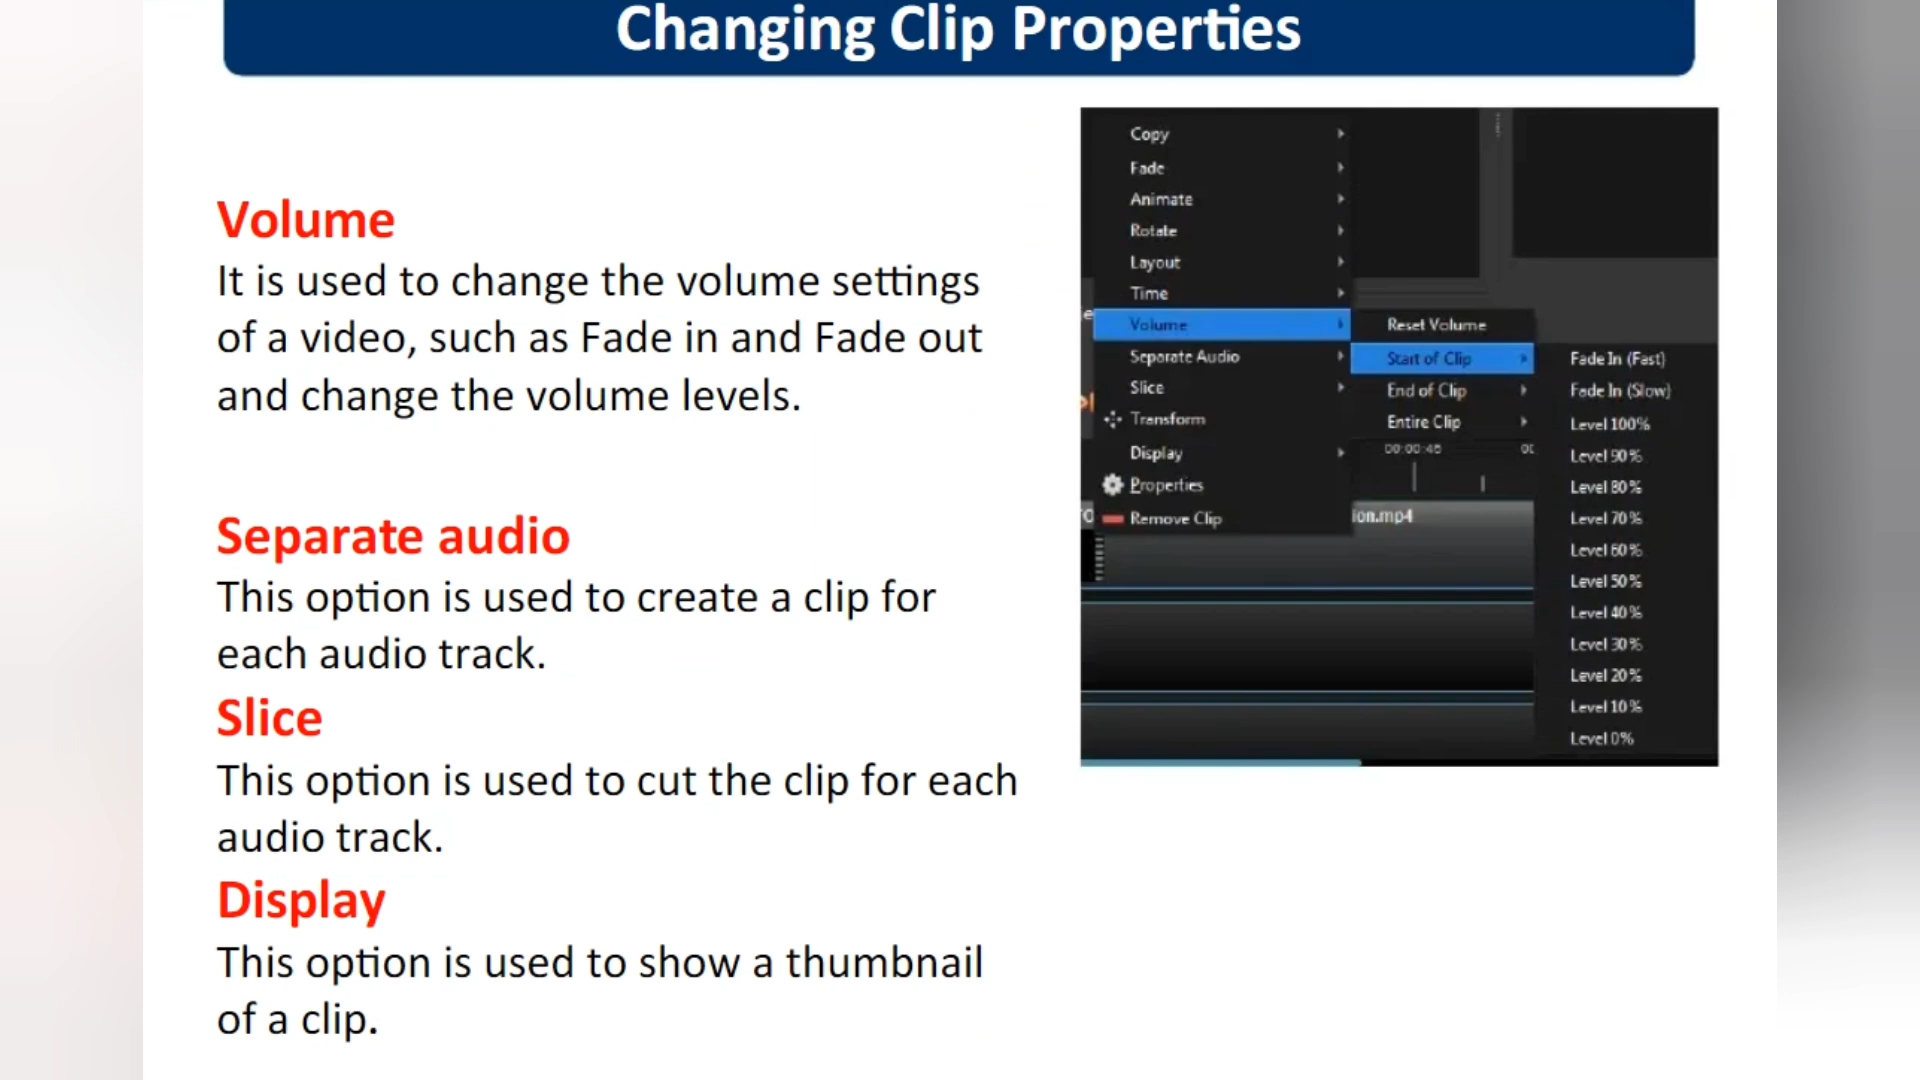 Changing Clip Properties
Volume
It is used to change the volume settings
of a video, such as Fade in and Fade out
and change the volume levels.
Separate audio
This option is used to create a clip for
each audio track.
Slice
This option is used to cut the clip for each
audio track.
Display
This option is used to show a thumbnail
of a clip.
Copy
Fade
Animate
Rotate
Layout
Time
Volume
Separate Audio
Slice
Transform
Display
Properties
Remove Clip
Reset Volume
Start of Clip
End of Clip
Entire Clip
00:00:45
ion.mp4
Fade In (Fast)
Fade In (Slow)
Level 100%
Level 90%
Level 80%
Level 70%
Level 60%
Level 50%
Level 40%
Level 30%
Level 20%
Level 10%
Level 0%